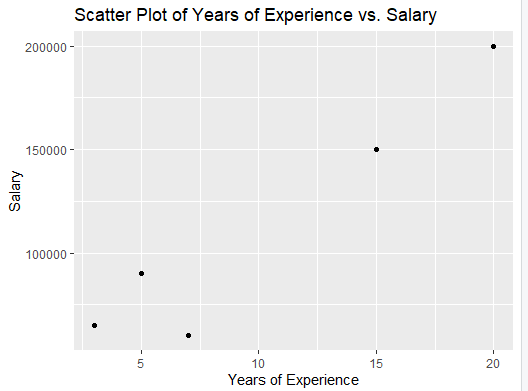 Scatter Plot of Years of Experience vs. Salary
200000
150000
100000
Salary
5 10 15 20
Years of Experience